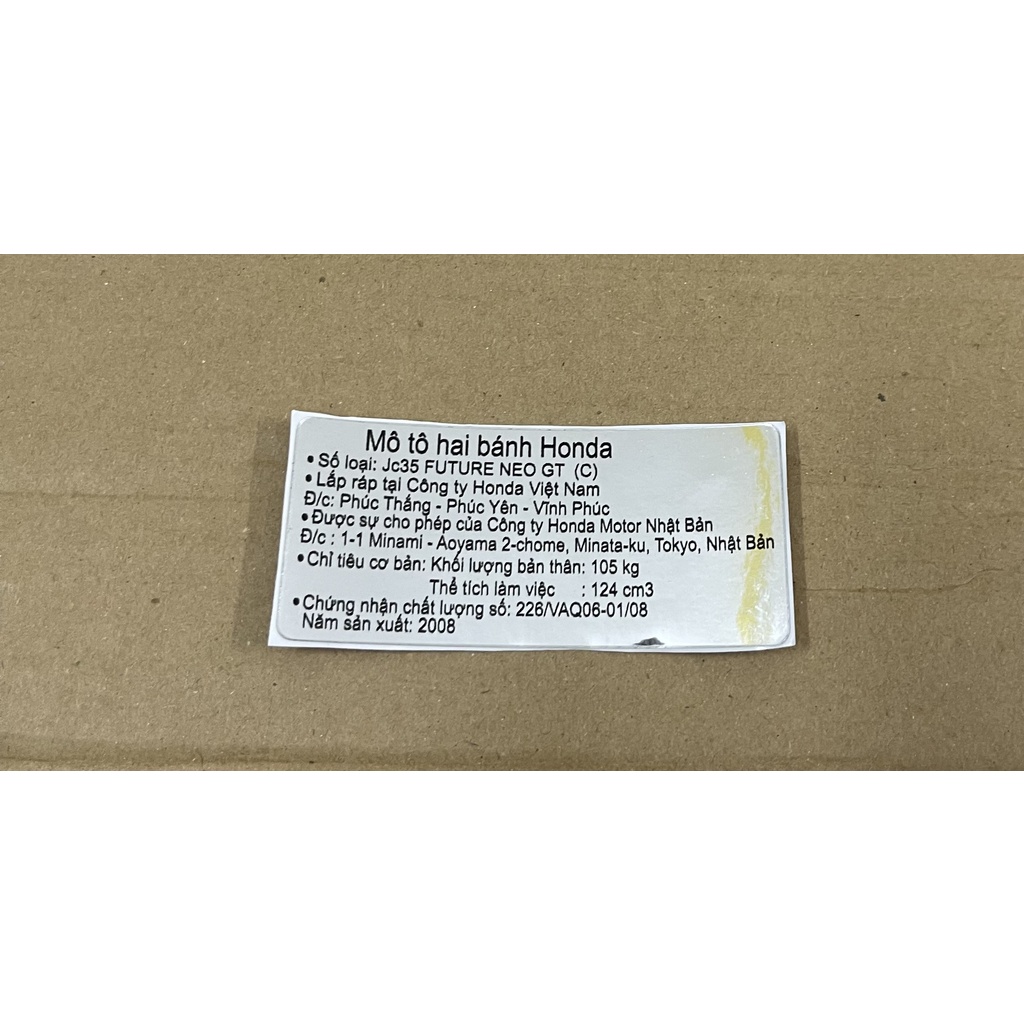 Mô tô hai bánh Honda
• Số loại: Jc35 FUTURE NEO GT (C)
• Lắp ráp tại Công ty Honda Việt Nam
Đ/c: Phúc Thắng - Phúc Yên - Vĩnh Phúc
• Được sự cho phép của Công ty Honda Motor Nhật Bản
Đ/c : 1-1 Minami - Aoyama 2-chome, Minata-ku, Tokyo, Nhật Bản
• Chỉ tiêu cơ bản: Khối lượng bản thân: 105 kg
Thể tích làm việc : 124 cm3
• Chứng nhận chất lượng số: 226/VAQ06-01/08
Năm sản xuất: 2008